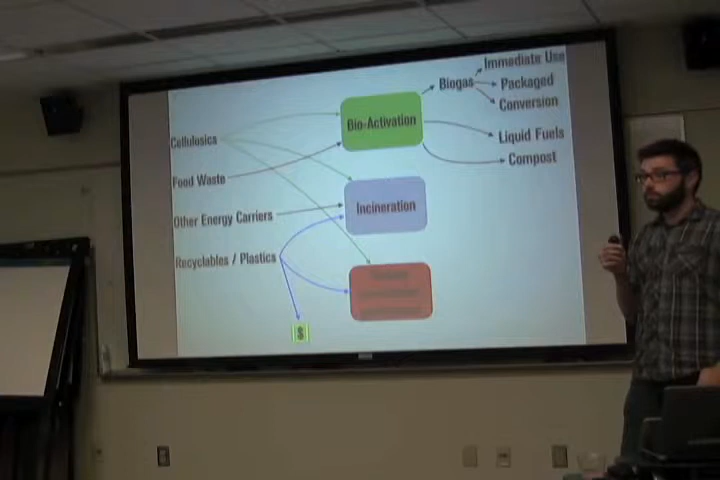 Immediate Use
Biogas
Packaged
Conversion
Bio-Activation
Cellulosics
Liquid Fuels
Compost
Food Waste
Incineration
Other Energy Carriers
Recyclables / Plastics